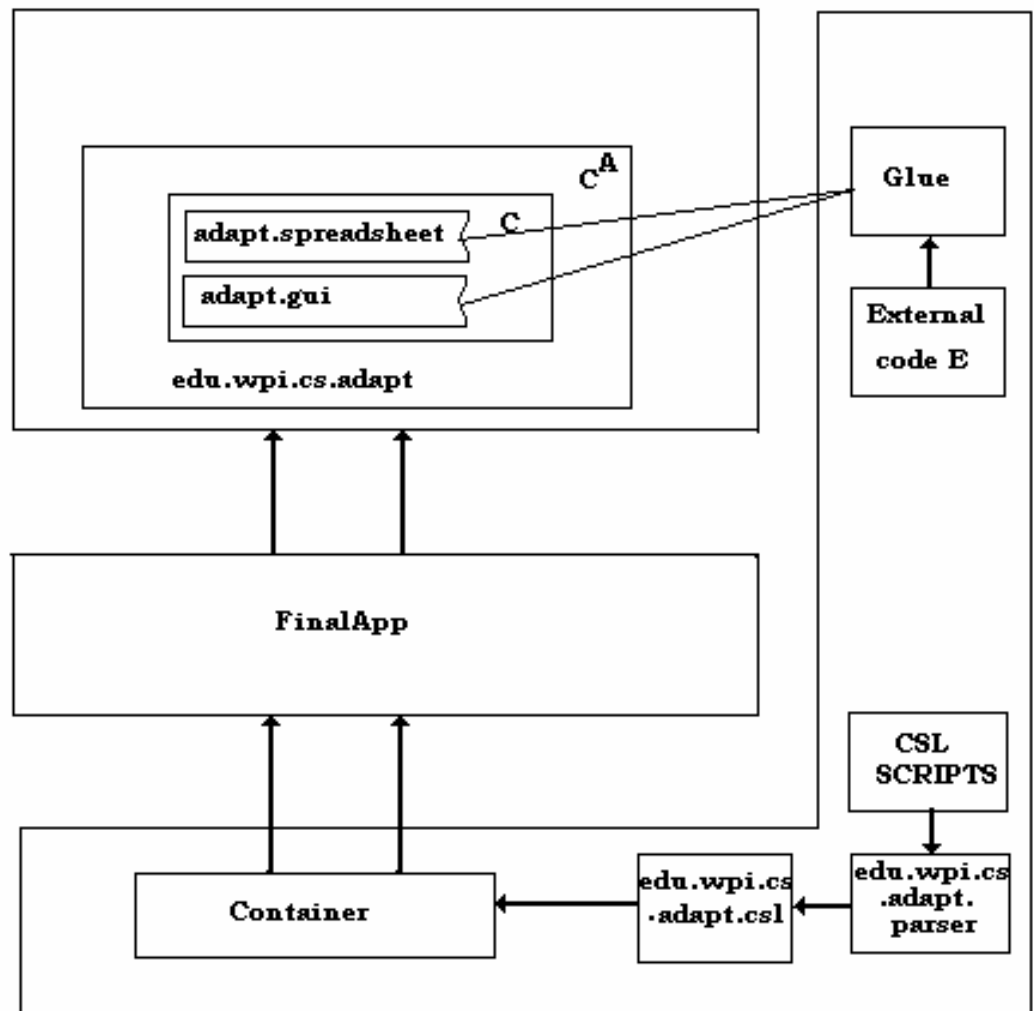 C^A
C
adapt.spreadsheet
adapt.gui
edu.wpi.cs.adapt
Glue
External
code E
FinalApp
CSL
SCRIPTS
edu.wpi.cs
.adapt.
parser
edu.wpi.cs
.adapt.csl
Container